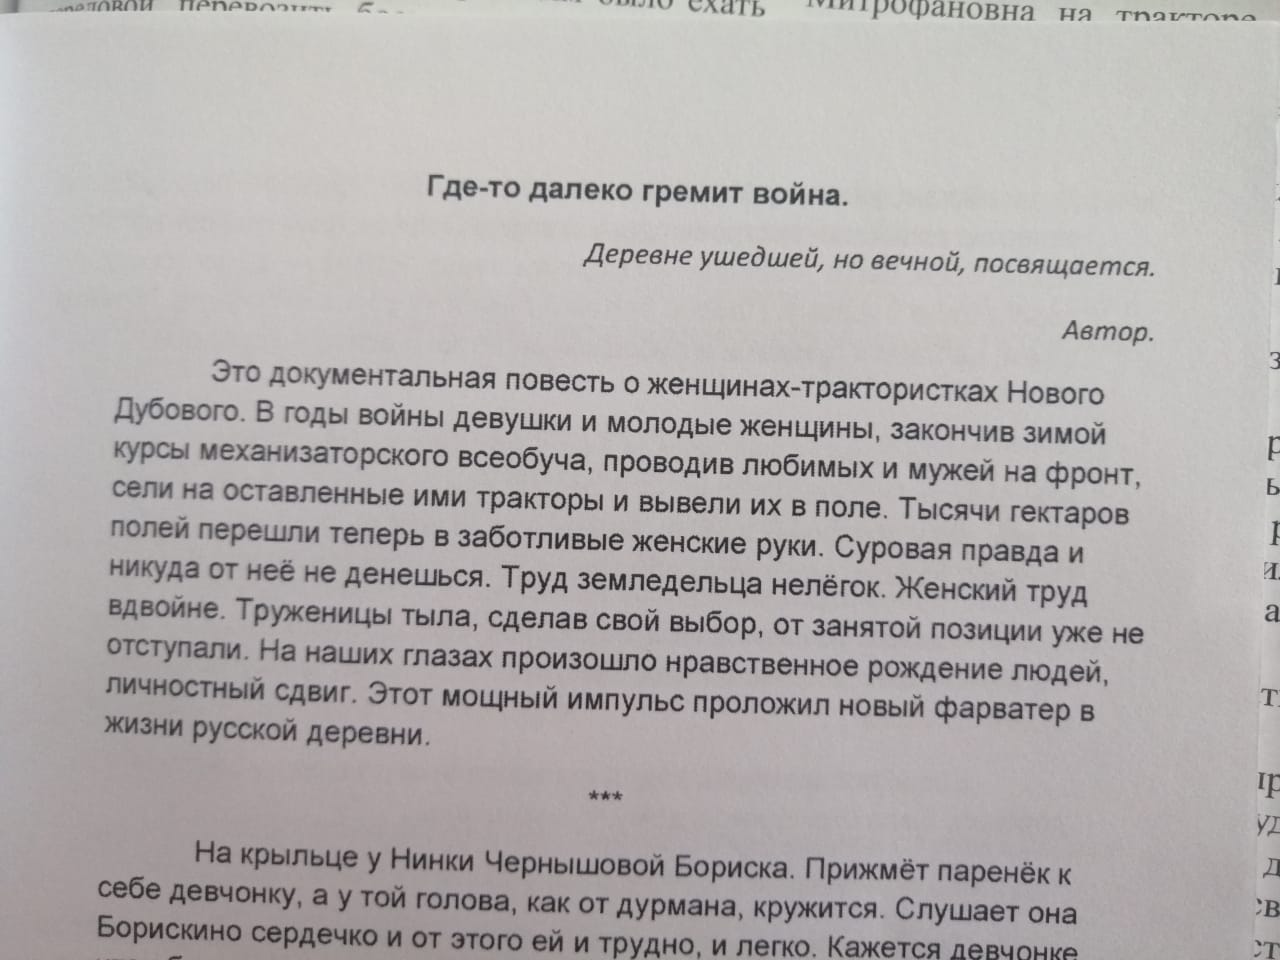 перевозить
было ехать
Митрофановна на тракторе
Где-то далеко гремит война.
Деревне ушедшей, но вечной, посвящается.
Автор.
Это документальная повесть о женщинах-трактористках Нового
Дубового. В годы войны девушки и молодые женщины, закончив зимой
курсы механизаторского всеобуча, проводив любимых и мужей на фронт,
сели на оставленные ими тракторы и вывели их в поле. Тысячи гектаров
полей перешли теперь в заботливые женские руки. Суровая правда и
никуда от неё не денешься. Труд земледельца нелёгок. Женский труд
вдвойне. Труженицы тыла, сделав свой выбор, от занятой позиции уже не
отступали. На наших глазах произошло нравственное рождение людей,
личностный сдвиг. Этот мощный импульс проложил новый фарватер в
жизни русской деревни.
***
На крыльце у Нинки Чернышовой Бориска. Прижмёт паренёк к
себе девчонку, а у той голова, как от дурмана, кружится. Слушает она
Борискино сердечко и от этого ей и трудно, и легко. Кажется девчонке